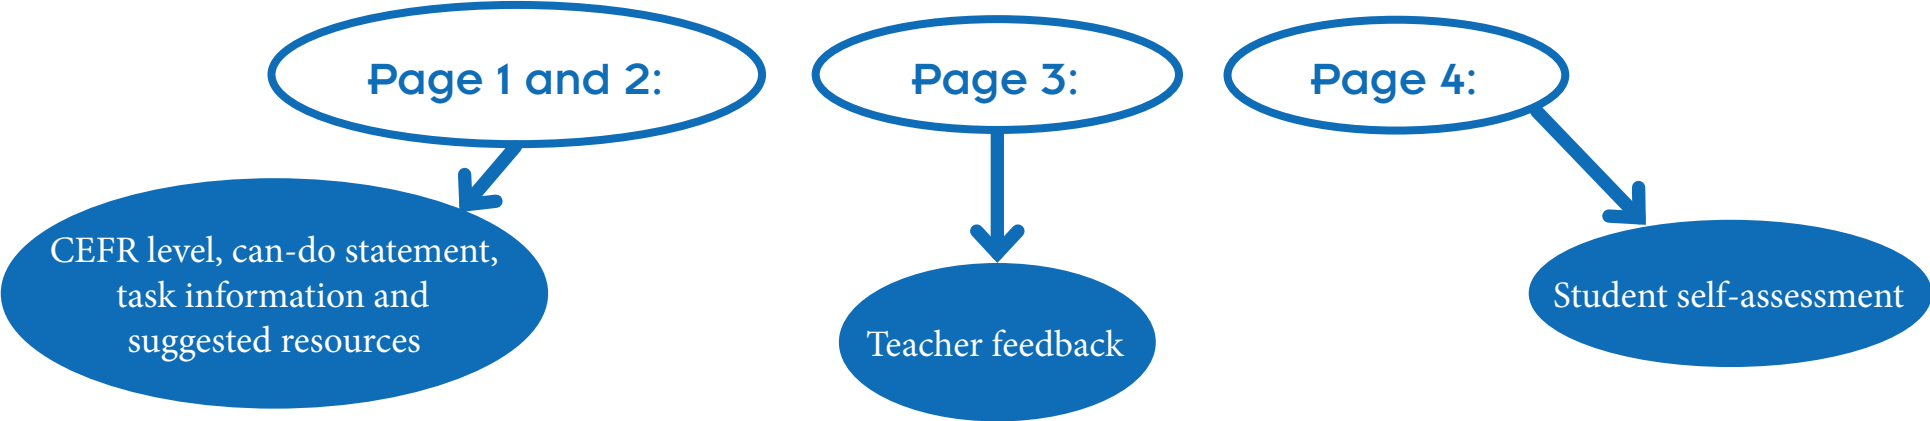 Page 1 and 2:
Page 3:
Page 4:
CEFR level, can-do statement,
task information and
suggested resources
Teacher feedback
Student self-assessment